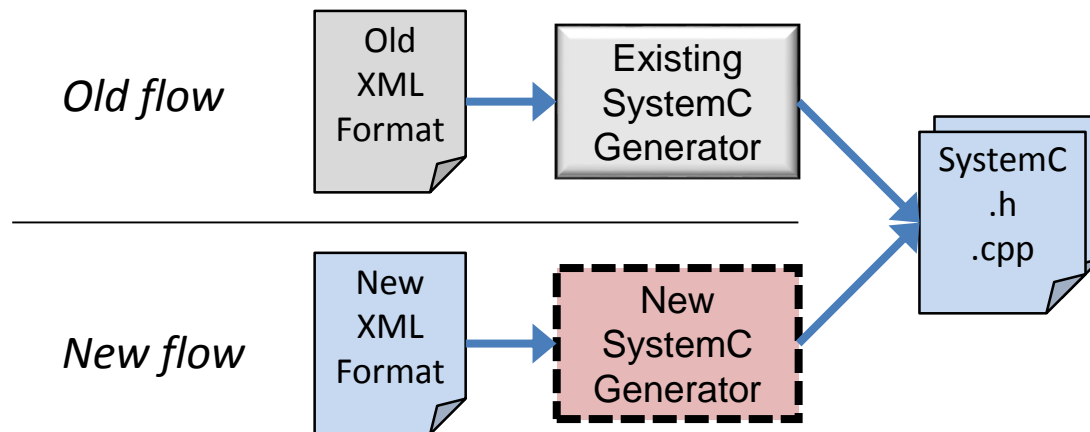 Old flow
Old
XML
Format
Existing
SystemC
Generator
SystemC
.h
.cpp
New flow
New
XML
Format
New
SystemC
Generator